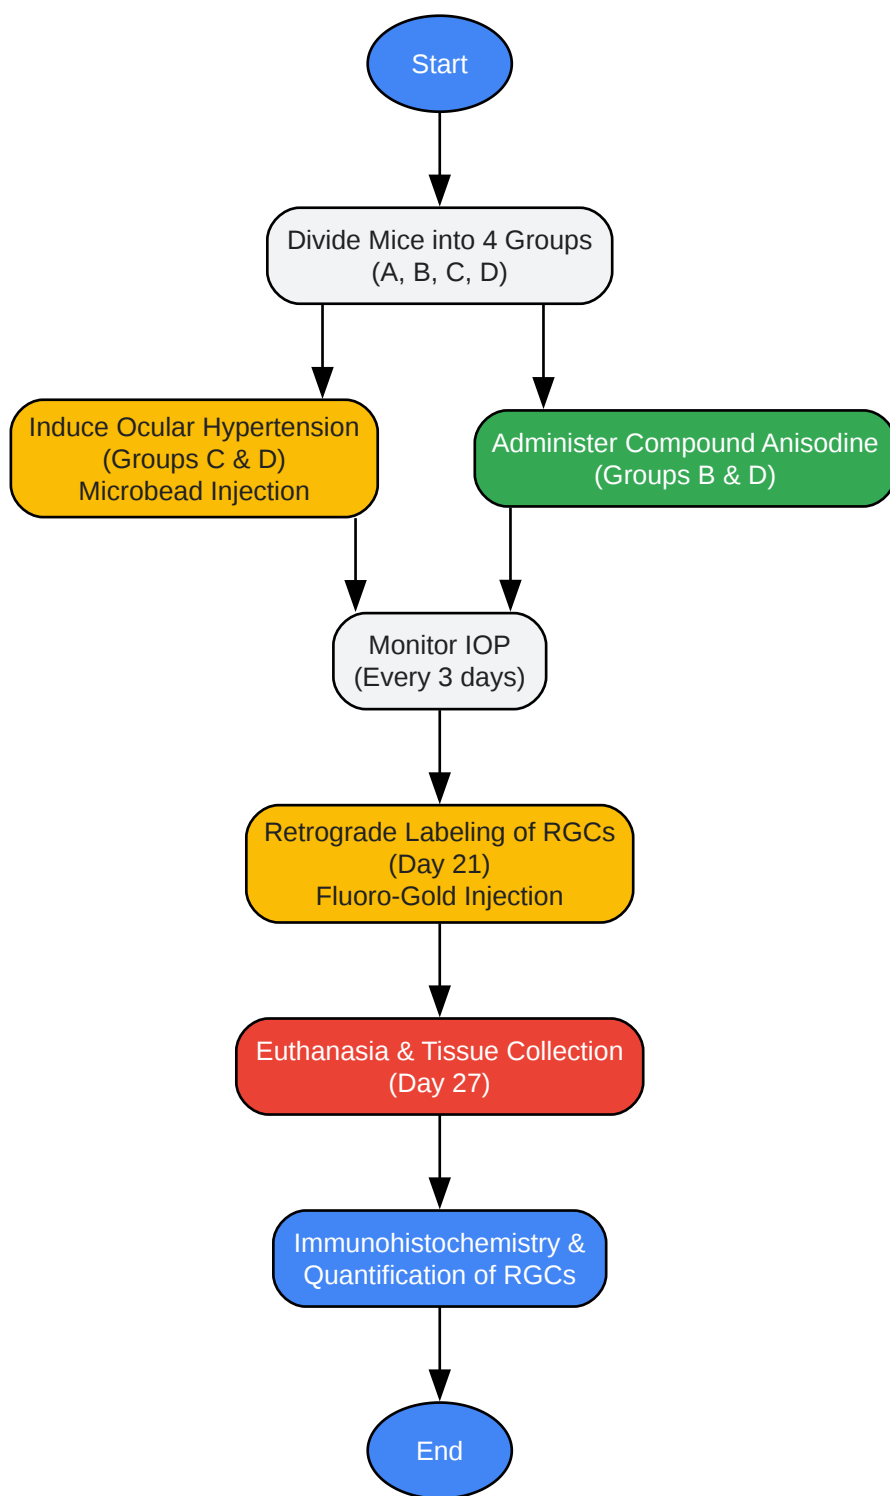 Start
Divide Mice into 4 Groups
(A, B, C, D)
Induce Ocular Hypertension
(Groups C & D)
Microbead Injection
Administer Compound Anisodine
(Groups B & D)
Monitor IOP
(Every 3 days)
Retrograde Labeling of RGCs
(Day 21)
Fluoro-Gold Injection
Euthanasia & Tissue Collection
(Day 27)
Immunohistochemistry &
Quantification of RGCs
End